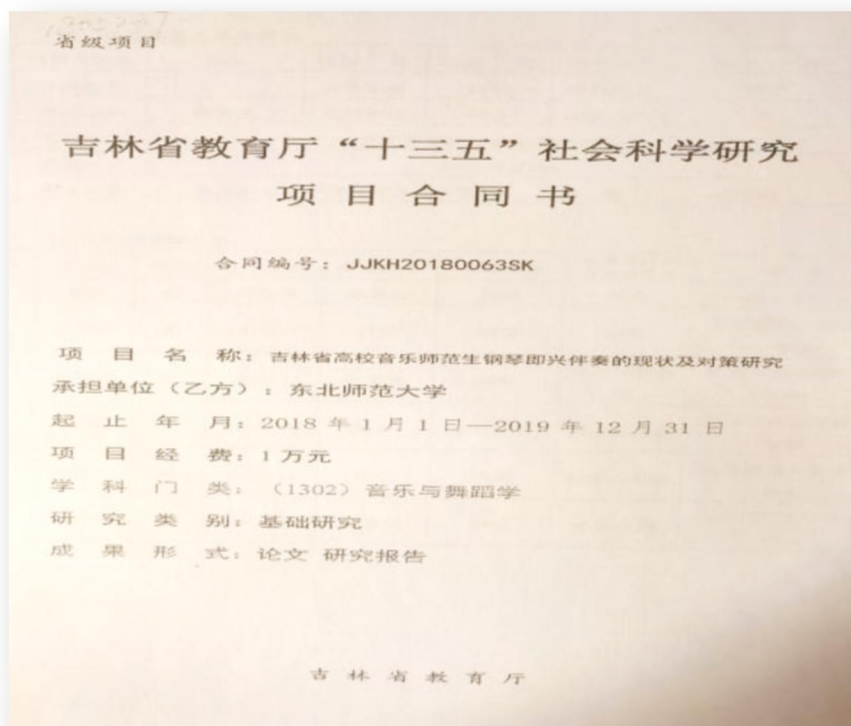 省级项目
吉林省教育厅“十三五”社会科学研究
项目合同书
合同编号：JJKH20180063SK
项目名称：吉林省高校音乐师范生钢琴即兴伴奏的现状及对策研究
承担单位（乙方）：东北师范大学
起止年月：2018年1月1日—2019年12月31日
项目经费：1万元
学科门类：（1302）音乐与舞蹈学
研究类别：基础研究
成果形式：论文 研究报告
吉林省教育厅